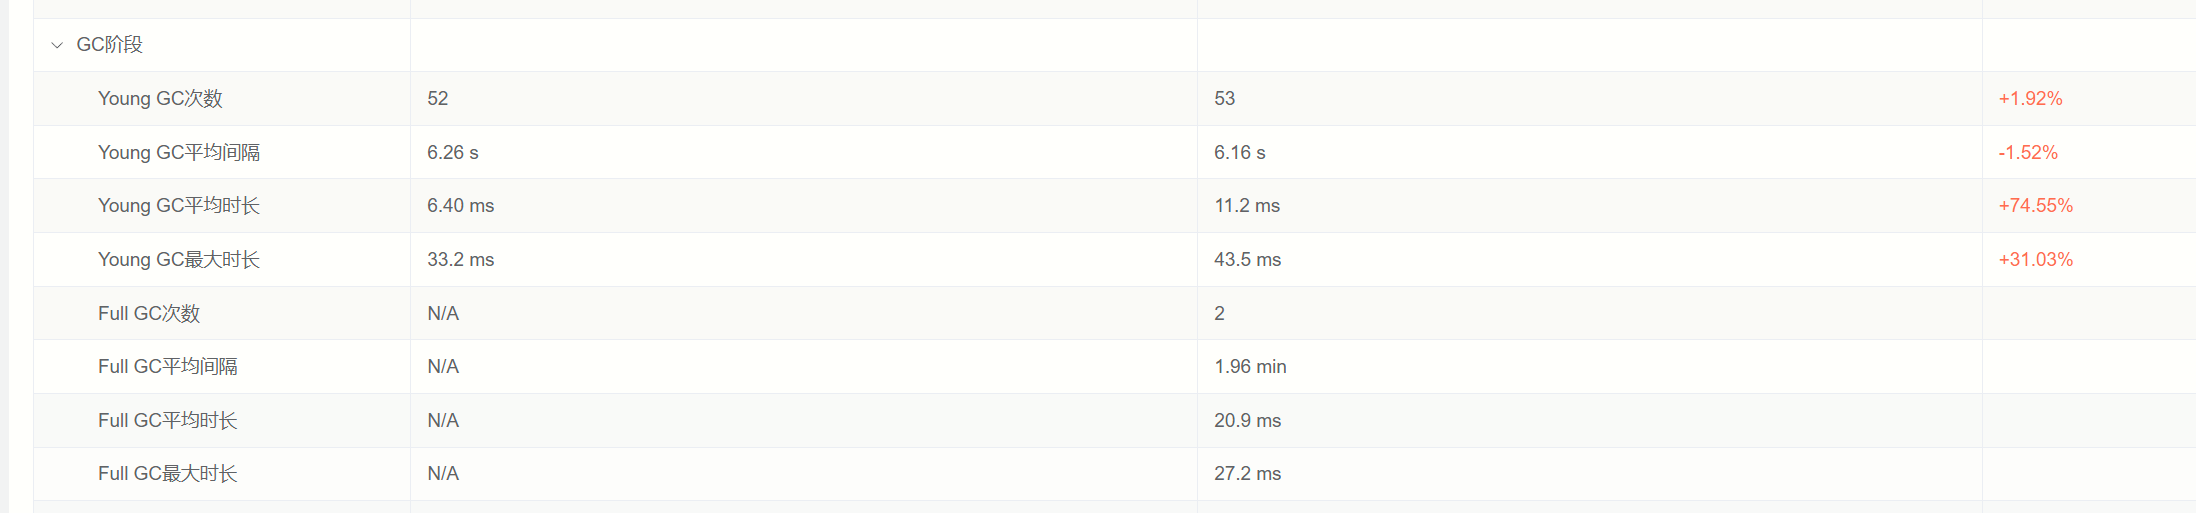 GC阶段
Young GC次数 52 53 +1.92%
Young GC平均间隔 6.26 s 6.16 s -1.52%
Young GC平均时长 6.40 ms 11.2 ms +74.55%
Young GC最大时长 33.2 ms 43.5 ms +31.03%
Full GC次数 N/A 2
Full GC平均间隔 N/A 1.96 min
Full GC平均时长 N/A 20.9 ms
Full GC最大时长 N/A 27.2 ms